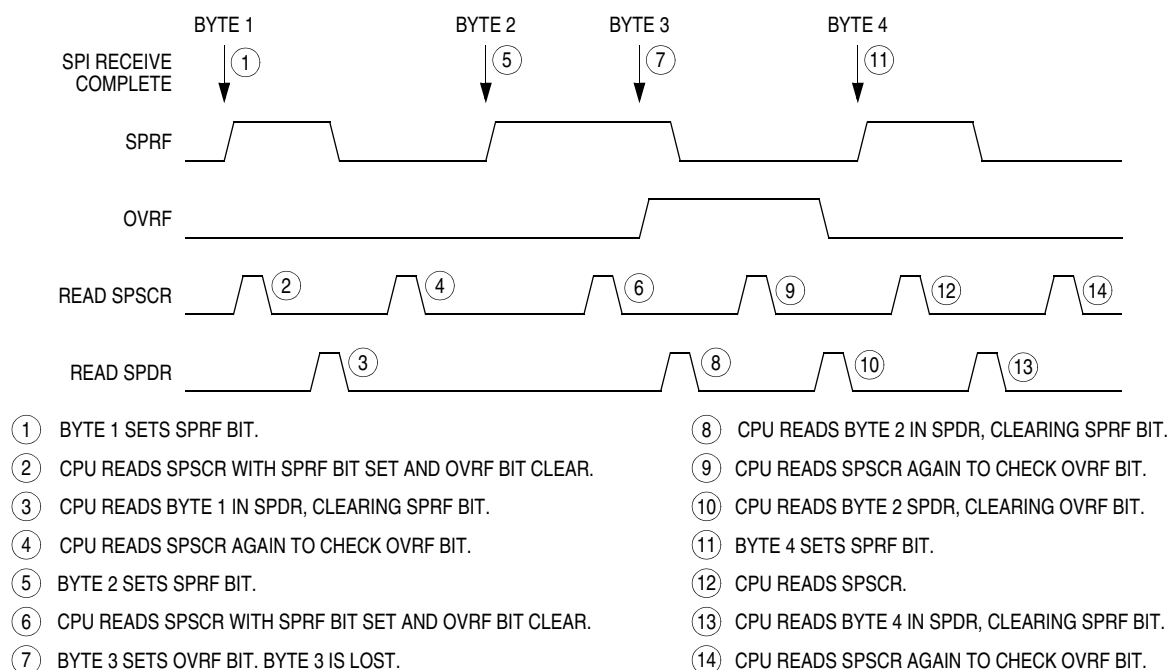 BYTE 1 BYTE 2 BYTE 3 BYTE 4
SPI RECEIVE
COMPLETE
1 5 7 11
SPRF
OVRF
READ SPSCR
2 4 6 9 12 14
READ SPDR
3 8 10 13
1 BYTE 1 SETS SPRF BIT.
2 CPU READS SPSCR WITH SPRF BIT SET AND OVRF BIT CLEAR.
3 CPU READS BYTE 1 IN SPDR, CLEARING SPRF BIT.
4 CPU READS SPSCR AGAIN TO CHECK OVRF BIT.
5 BYTE 2 SETS SPRF BIT.
6 CPU READS SPSCR WITH SPRF BIT SET AND OVRF BIT CLEAR.
7 BYTE 3 SETS OVRF BIT. BYTE 3 IS LOST.
8 CPU READS BYTE 2 IN SPDR, CLEARING SPRF BIT.
9 CPU READS SPSCR AGAIN TO CHECK OVRF BIT.
10 CPU READS BYTE 2 SPDR, CLEARING OVRF BIT.
11 BYTE 4 SETS SPRF BIT.
12 CPU READS SPSCR.
13 CPU READS BYTE 4 IN SPDR, CLEARING SPRF BIT.
14 CPU READS SPSCR AGAIN TO CHECK OVRF BIT.